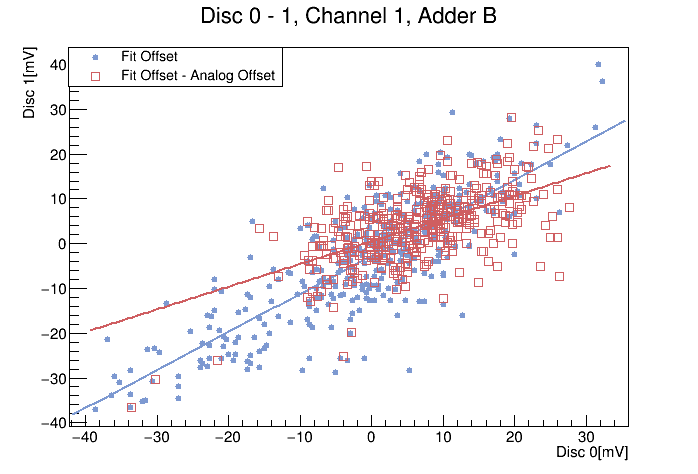 Disc 0 - 1, Channel 1, Adder B
Disc 1[mV]
Fit Offset
Fit Offset - Analog Offset
40
30
20
10
0
−10
−20
−30
−40
−40 −30 −20 −10 0 10 20 30
Disc 0[mV]